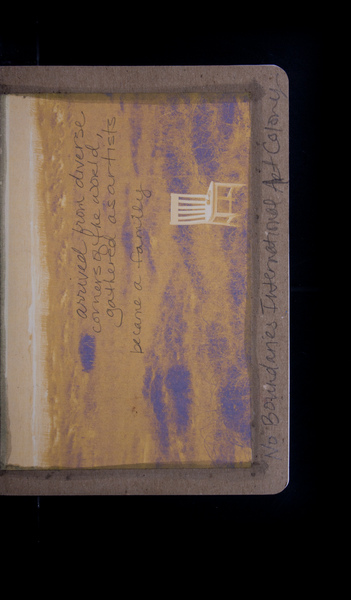 arrived from diverse
corners of the world,
gathered as artists
became a family
No Boundaries International Art Colony.